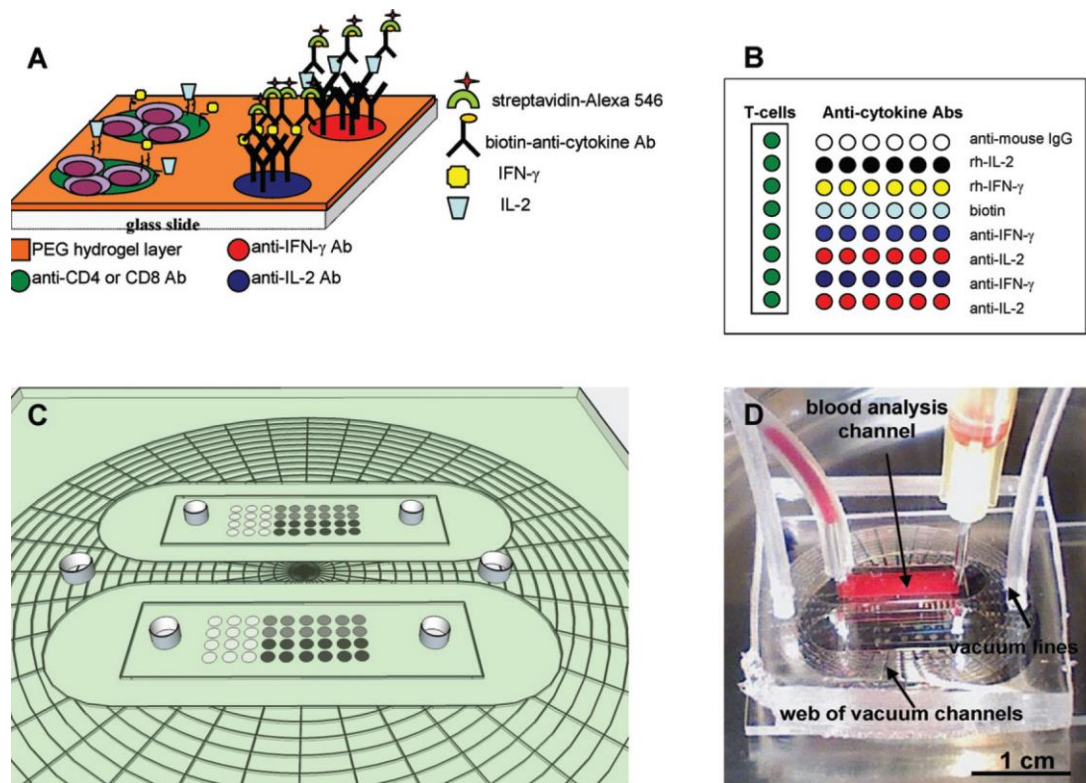 A
streptavidin-Alexa 546
biotin-anti-cytokine Ab
IFN-γ
IL-2
glass slide
PEG hydrogel layer
anti-IFN-γ Ab
anti-CD4 or CD8 Ab
anti-IL-2 Ab
B
T-cells
Anti-cytokine Abs
anti-mouse IgG
rh-IL-2
rh-IFN-γ
biotin
anti-IFN-γ
anti-IL-2
anti-IFN-γ
anti-IL-2
C
D
blood analysis
channel
vacuum lines
web of vacuum channels
1 cm